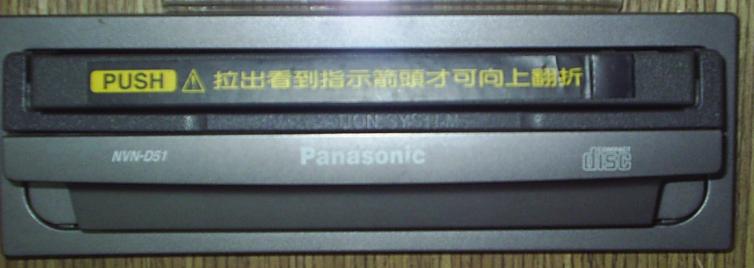 PUSH ⚠ 拉出看到指示箭頭才可向上翻折
NVN-D51 Panasonic COMPACT disc